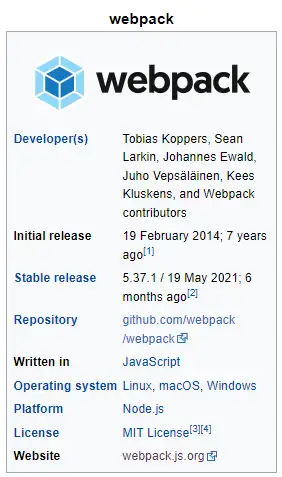 webpack
webpack
Developer(s) Tobias Koppers, Sean
Larkin, Johannes Ewald,
Juho Vepsäläinen, Kees
Kluskens, and Webpack
contributors
Initial release 19 February 2014; 7 years
ago[1]
Stable release 5.37.1 / 19 May 2021; 6
months ago[2]
Repository github.com/webpack
/webpack
Written in JavaScript
Operating system Linux, macOS, Windows
Platform Node.js
License MIT License[3][4]
Website webpack.js.org